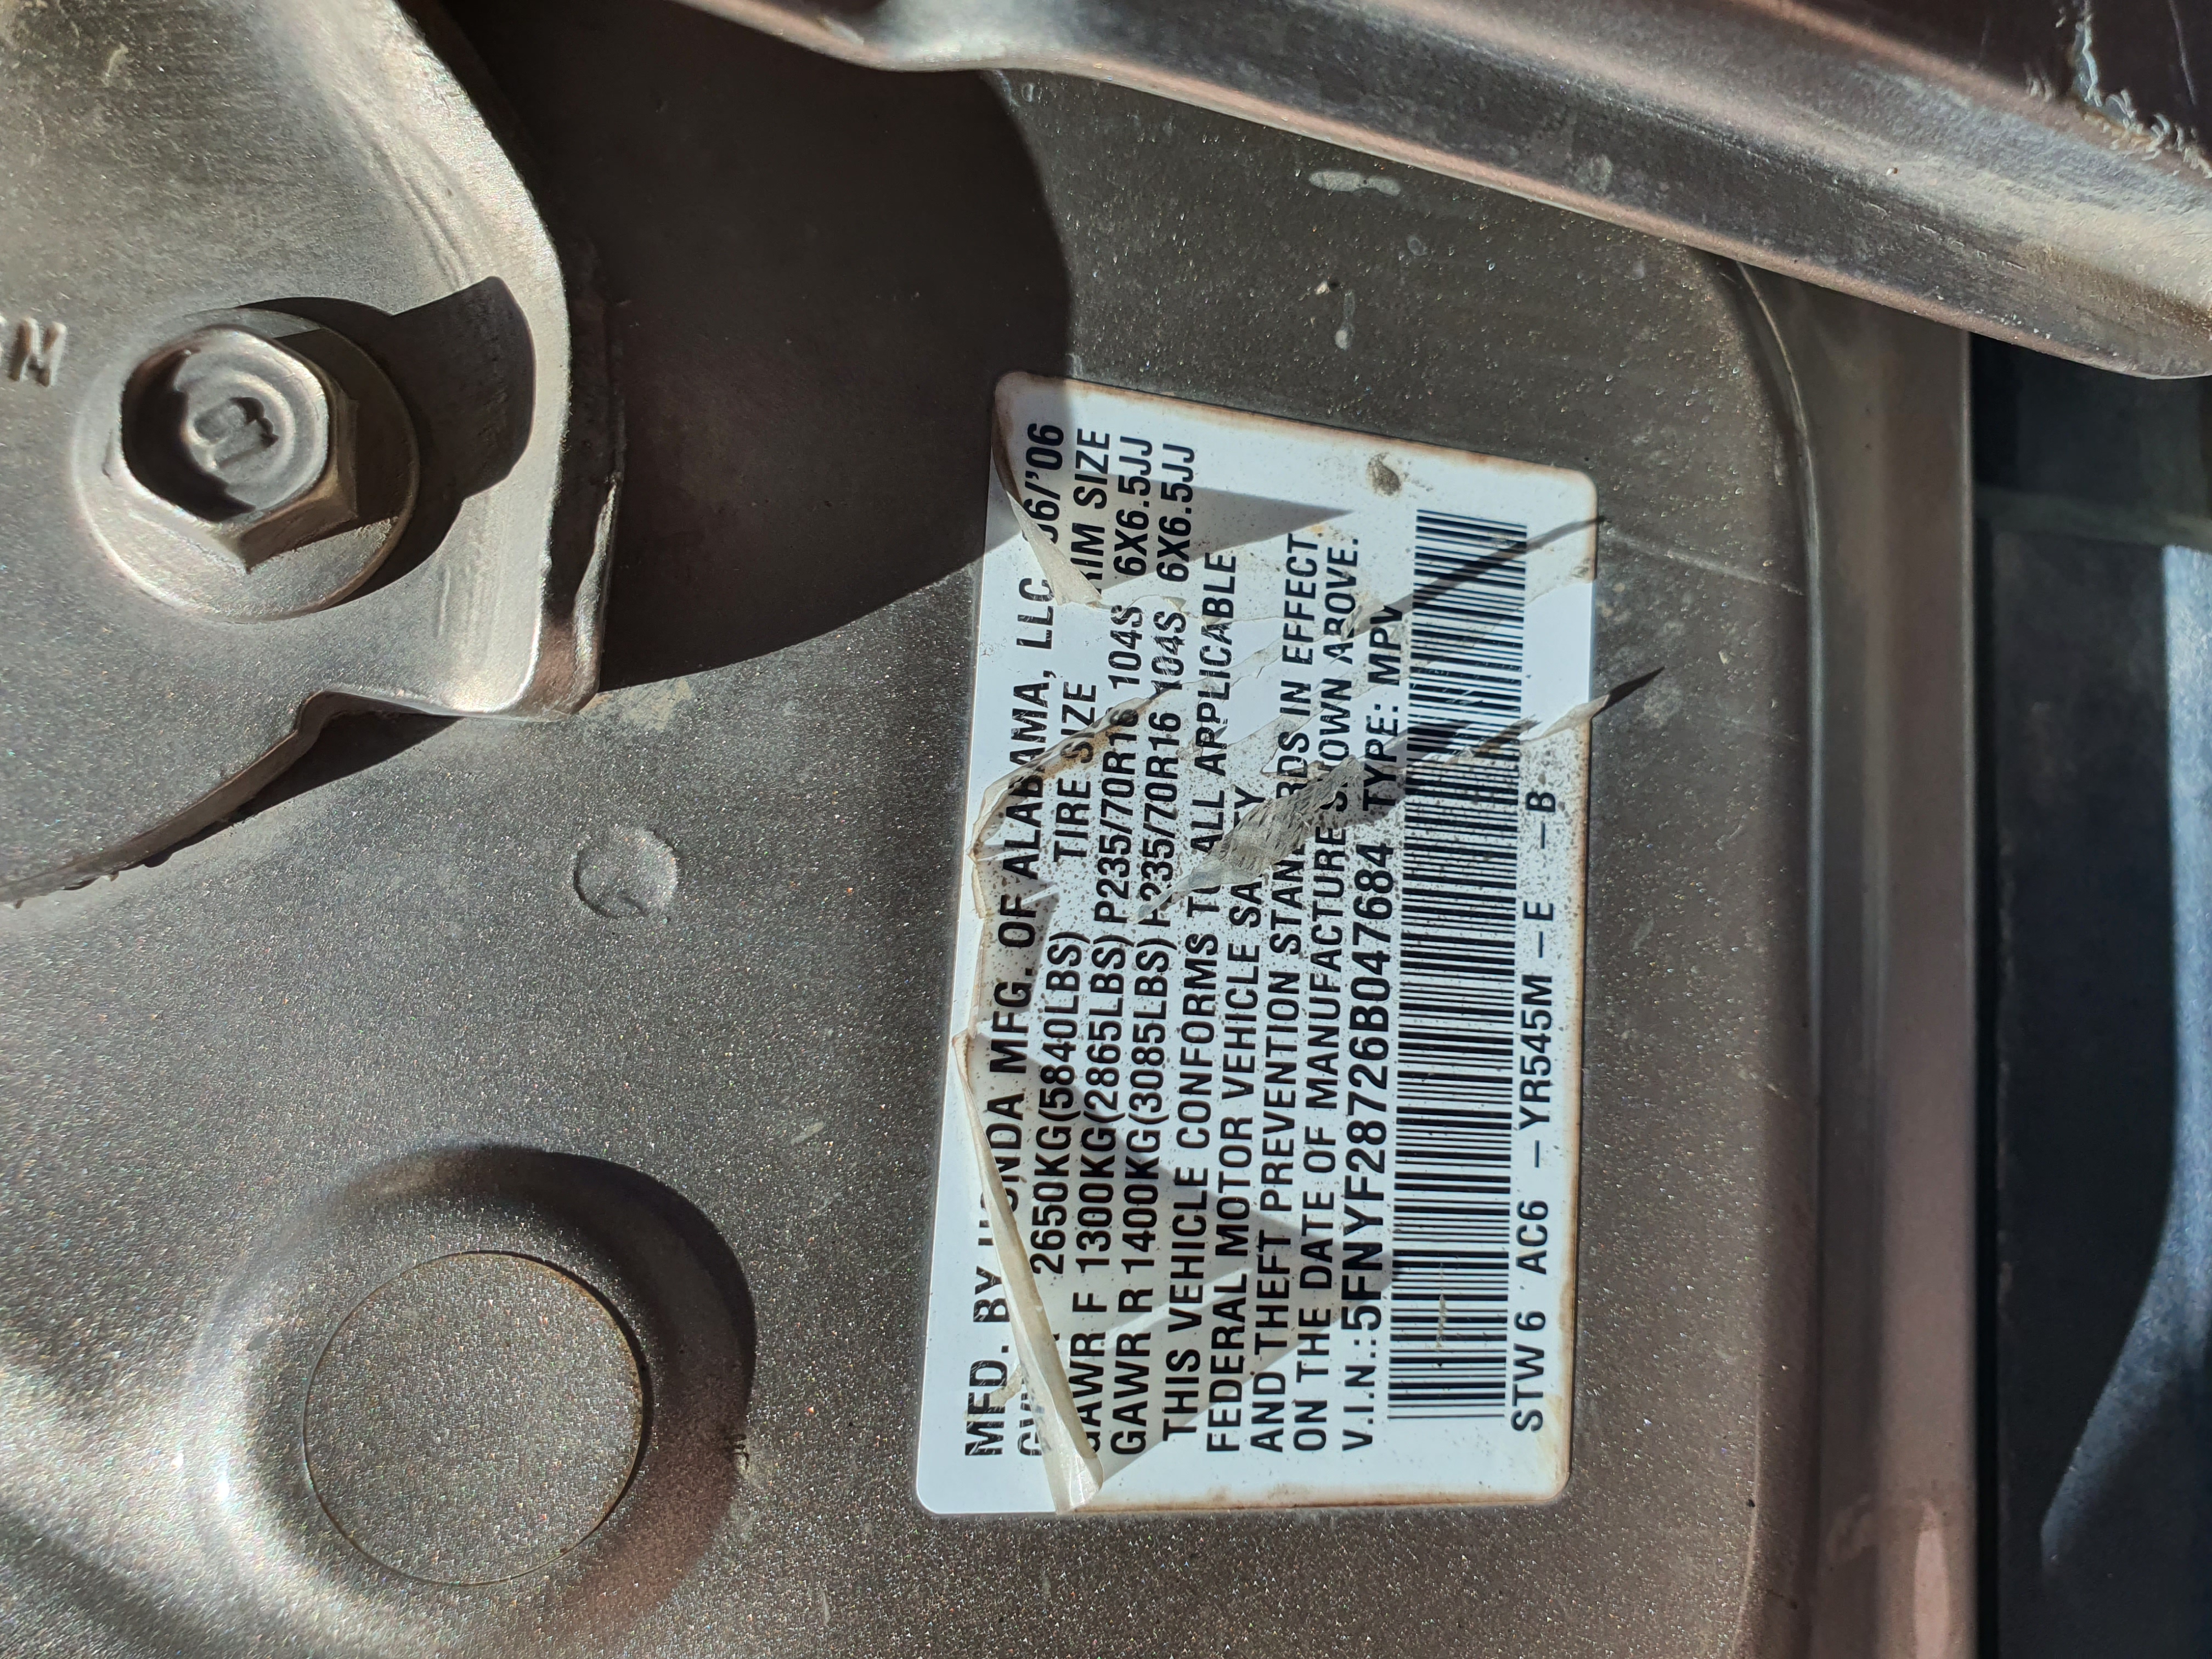 MFD. BY HONDA MFG. OF ALABAMA, LLC 06/'06
2650KG(5840LBS) TIRE SIZE RIM SIZE
GAWR F 1300KG(2865LBS) P235/70R16 104S 6X6.5JJ
GAWR R 1400KG(3085LBS) P235/70R16 104S 6X6.5JJ
THIS VEHICLE CONFORMS TO ALL APPLICABLE
FEDERAL MOTOR VEHICLE SAFETY
AND THEFT PREVENTION STANDARDS IN EFFECT
ON THE DATE OF MANUFACTURE SHOWN ABOVE.
V.I.N.:5FNYF28726B047684 TYPE: MPV
STW 6 AC6 – YR545M – E – – B –